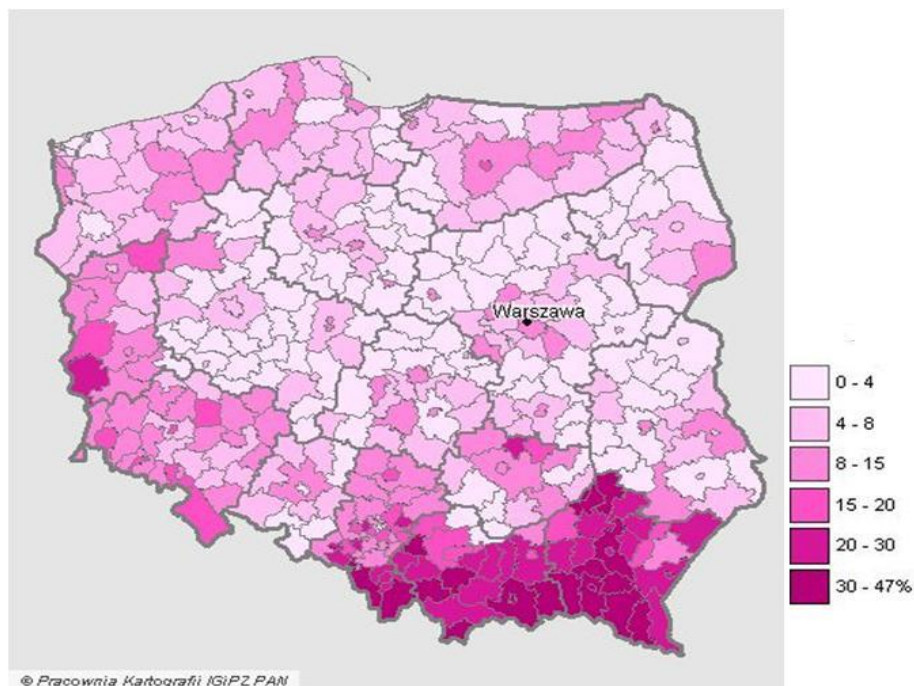 Warszawa
0 - 4
4 - 8
8 - 15
15 - 20
20 - 30
30 - 47%
© Pracownia Kartografii IGiPZ PAN